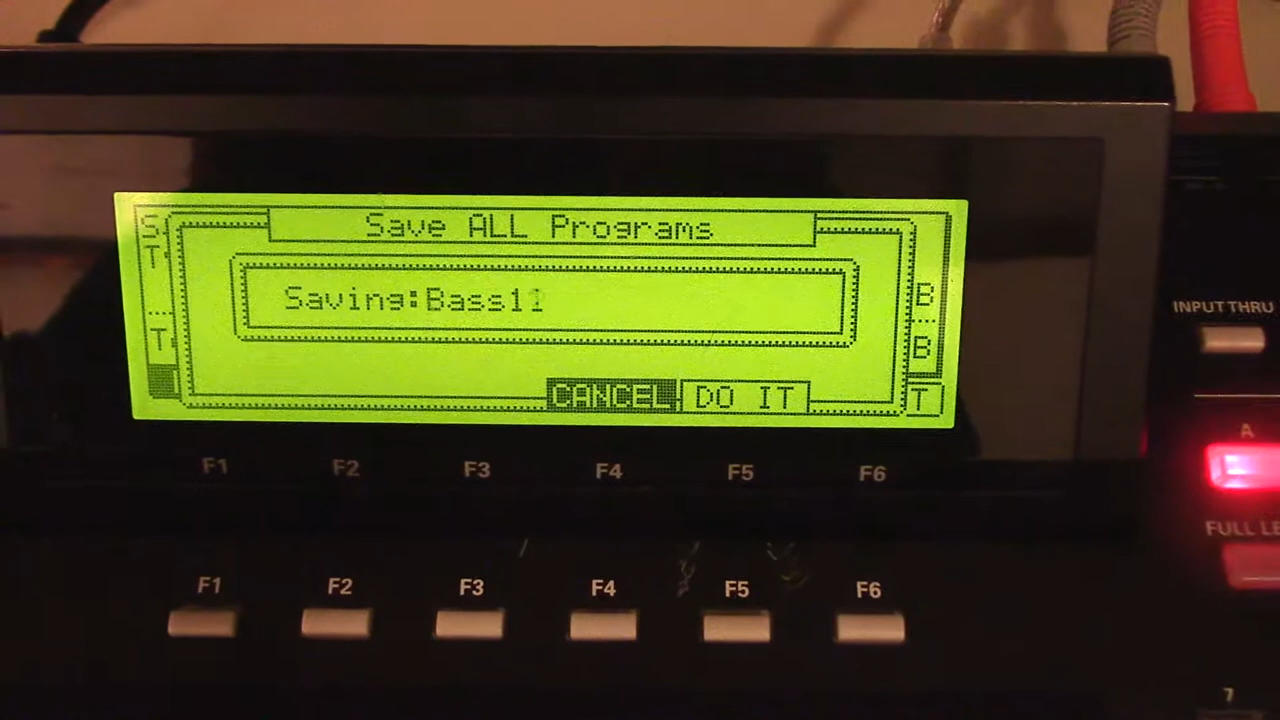 Save ALL Programs
S
T
Saving:Bass11
B
T
B
CANCEL DO IT
T
F1 F2 F3 F4 F5 F6
F1 F2 F3 F4 F5 F6
INPUT THRU
A
FULL LE
7